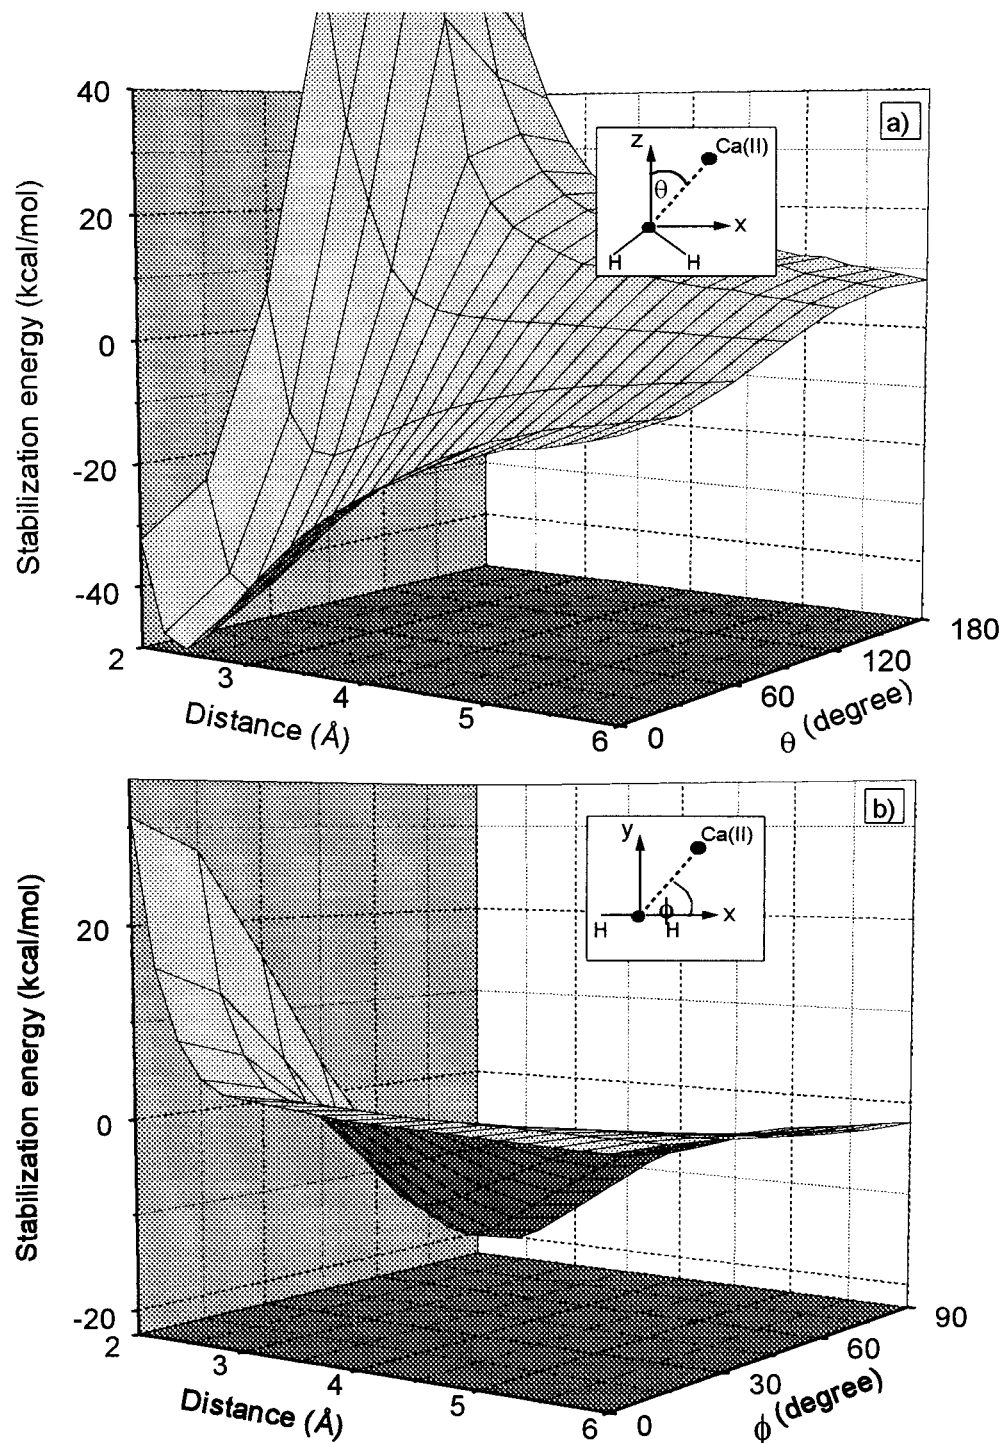 a)
40
20
0
-20
-40
Stabilization energy (kcal/mol)
z
Ca(II)
θ
x
H H
2
3
4
5
6
Distance (Å)
0
60
120
180
θ (degree)
b)
20
0
-20
Stabilization energy (kcal/mol)
y
Ca(II)
ϕ
x
H H
2
3
4
5
6
Distance (Å)
0
30
60
90
ϕ (degree)